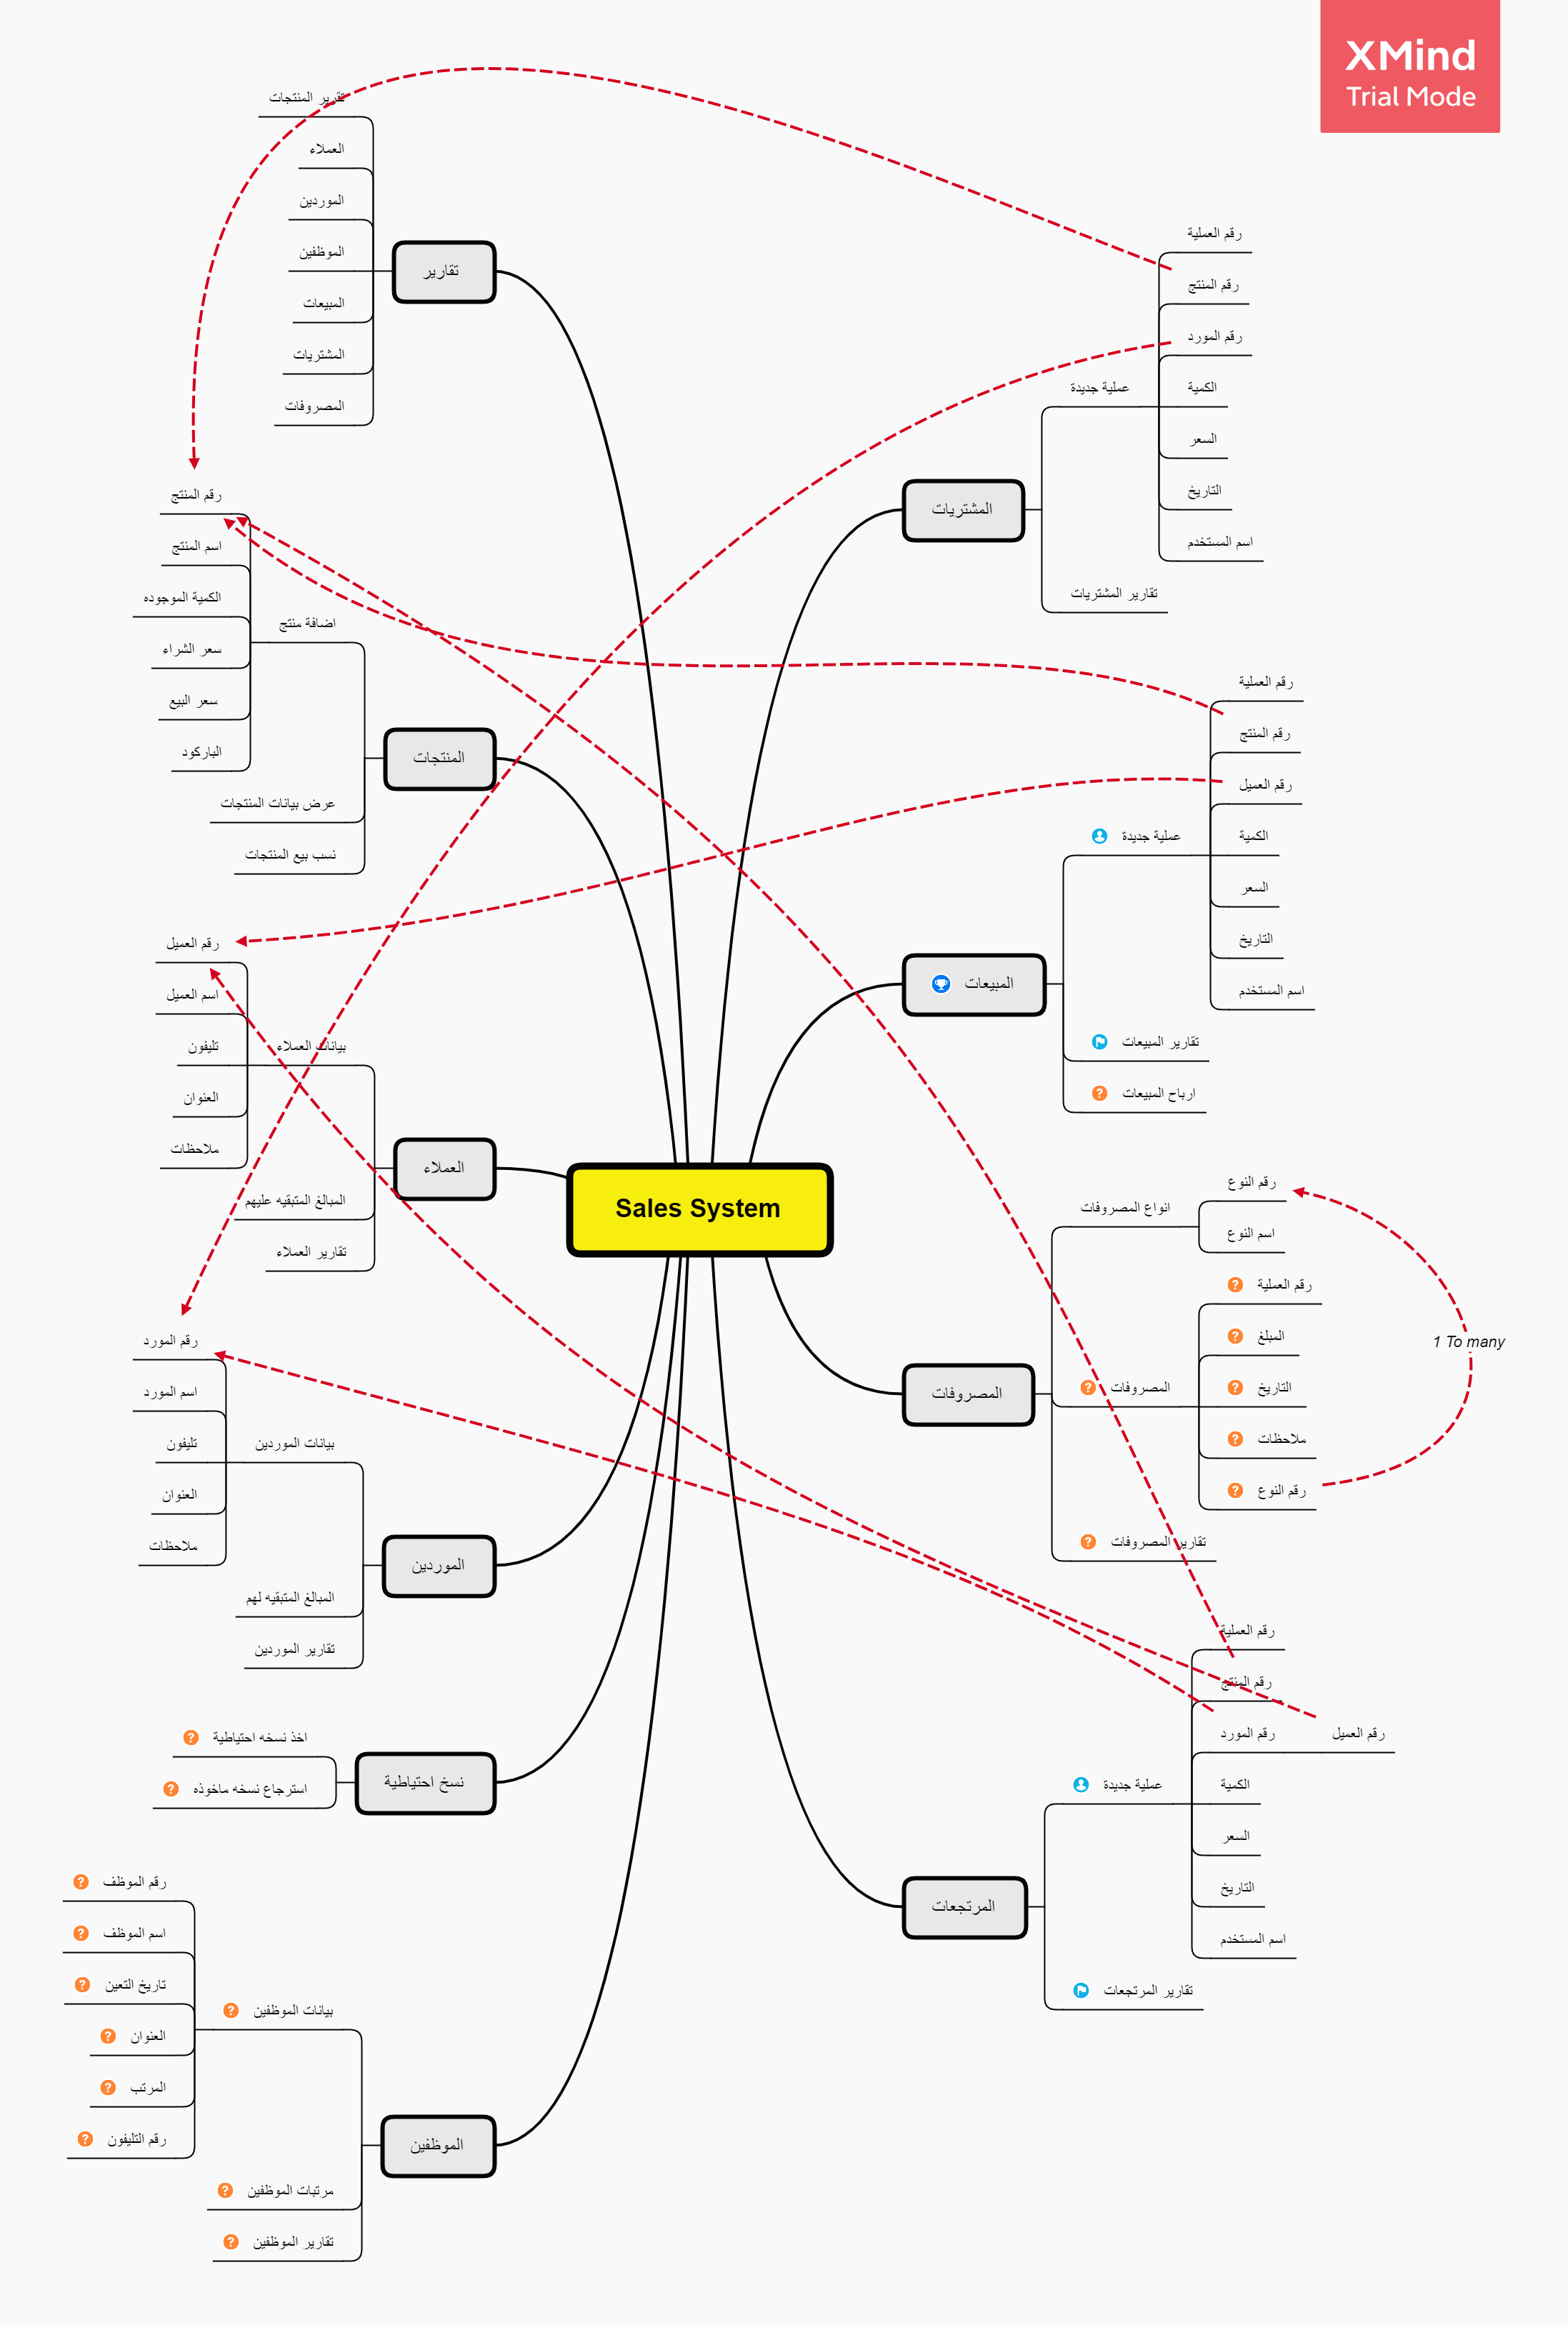 XMind
Trial Mode
Sales System
المشتريات
عملية جديدة
رقم العملية
رقم المنتج
رقم المورد
الكمية
السعر
التاريخ
اسم المستخدم
تقارير المشتريات
المبيعات
عملية جديدة
رقم العملية
رقم المنتج
رقم العميل
الكمية
السعر
التاريخ
اسم المستخدم
تقارير المبيعات
ارباح المبيعات
المصروفات
انواع المصروفات
رقم النوع
اسم النوع
المصروفات
رقم العملية
المبلغ
التاريخ
ملاحظات
رقم النوع
1 To many
تقارير المصروفات
المرتجعات
عملية جديدة
رقم العملية
رقم المنتج
رقم المورد
رقم العميل
الكمية
السعر
التاريخ
اسم المستخدم
تقارير المرتجعات
تقارير
تقرير المنتجات
العملاء
الموردين
الموظفين
المبيعات
المشتريات
المصروفات
المنتجات
اضافة منتج
رقم المنتج
اسم المنتج
الكمية الموجوده
سعر الشراء
سعر البيع
الباركود
عرض بيانات المنتجات
نسب بيع المنتجات
العملاء
بيانات العملاء
رقم العميل
اسم العميل
تليفون
العنوان
ملاحظات
المبالغ المتبقيه عليهم
تقارير العملاء
الموردين
بيانات الموردين
رقم المورد
اسم المورد
تليفون
العنوان
ملاحظات
المبالغ المتبقيه لهم
تقارير الموردين
نسخ احتياطية
اخذ نسخه احتياطية
استرجاع نسخه ماخوذه
الموظفين
بيانات الموظفين
رقم الموظف
اسم الموظف
تاريخ التعين
العنوان
المرتب
رقم التليفون
مرتبات الموظفين
تقارير الموظفين